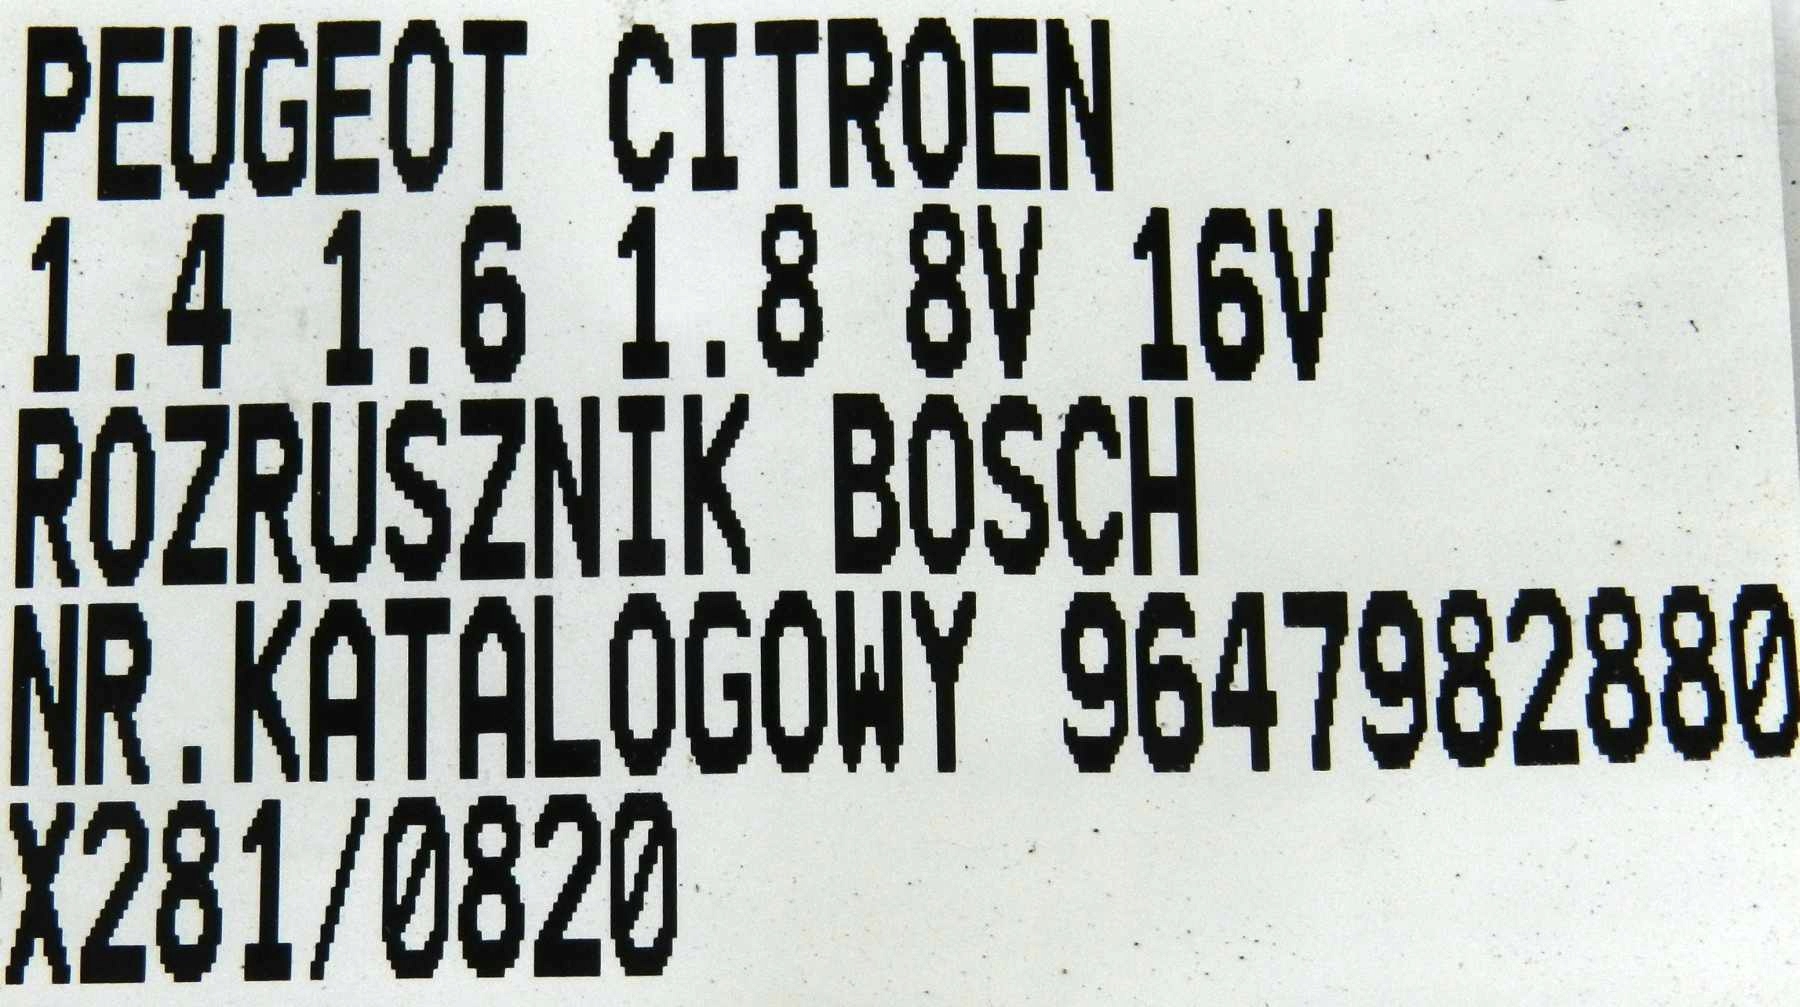 PEUGEOT CITROEN
1.4 1.6 1.8 8V 16V
ROZRUSZNIK BOSCH
NR.KATALOGOWY 9647982880
X281/0820